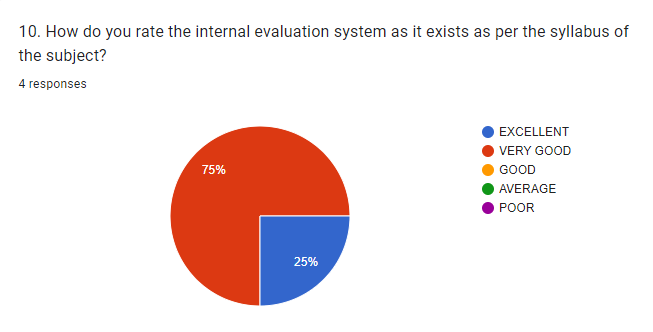 10. How do you rate the internal evaluation system as it exists as per the syllabus of
the subject?
4 responses
75%
25%
EXCELLENT
VERY GOOD
GOOD
AVERAGE
POOR